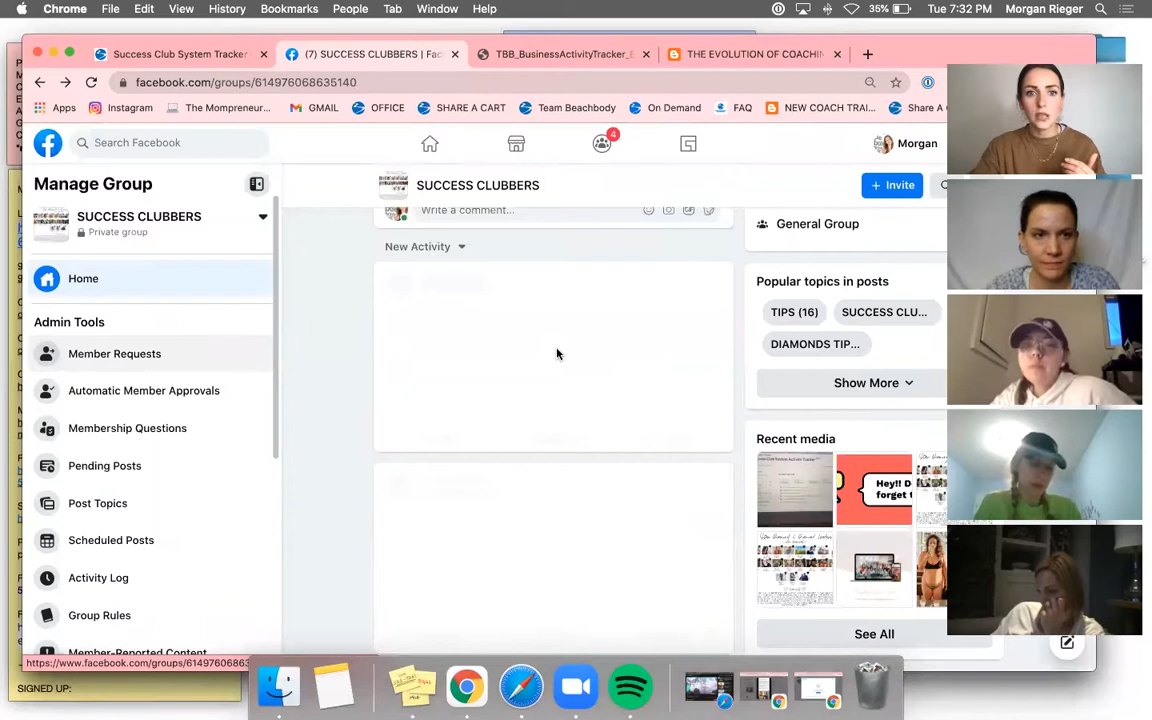 Chrome File Edit View History Bookmarks People Tab Window Help 35% Tue 7:32 PM Morgan Rieger
Success Club System Tracker
(7) SUCCESS CLUBBERS | Fac
TBB_BusinessActivityTracker_E
THE EVOLUTION OF COACHIN
facebook.com/groups/614976068635140
Apps Instagram The Mompreneur... GMAIL OFFICE SHARE A CART Team Beachbody On Demand FAQ NEW COACH TRAI... Share A C
Search Facebook
4
Morgan
Manage Group
SUCCESS CLUBBERS
Private group
Home
Admin Tools
Member Requests
Automatic Member Approvals
Membership Questions
Pending Posts
Post Topics
Scheduled Posts
Activity Log
Group Rules
Member-Reported Content
https://www.facebook.com/groups/61497606863
SIGNED UP:
SUCCESS CLUBBERS
+ Invite
Write a comment...
New Activity
General Group
Popular topics in posts
TIPS (16)
SUCCESS CLU...
DIAMONDS TIP...
Show More
Recent media
Hey!! D
forget t
See All